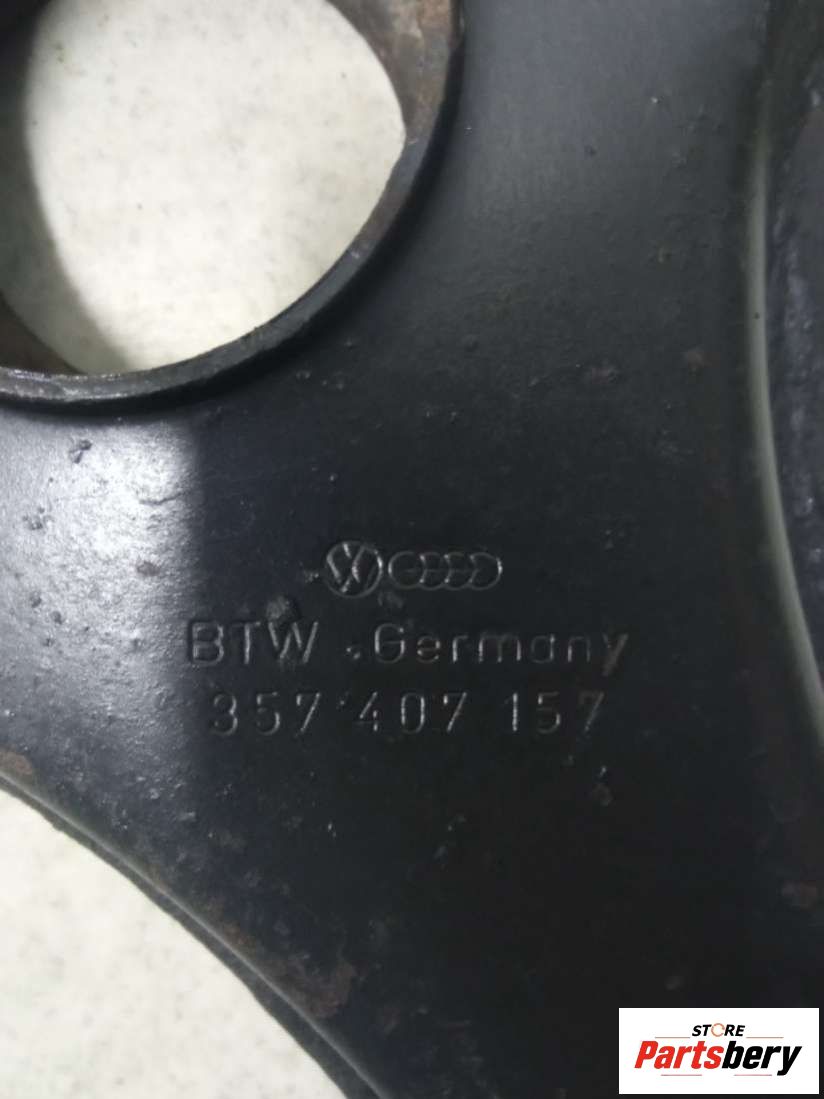 BTW Germany
357 407 157
STORE
Partsbery